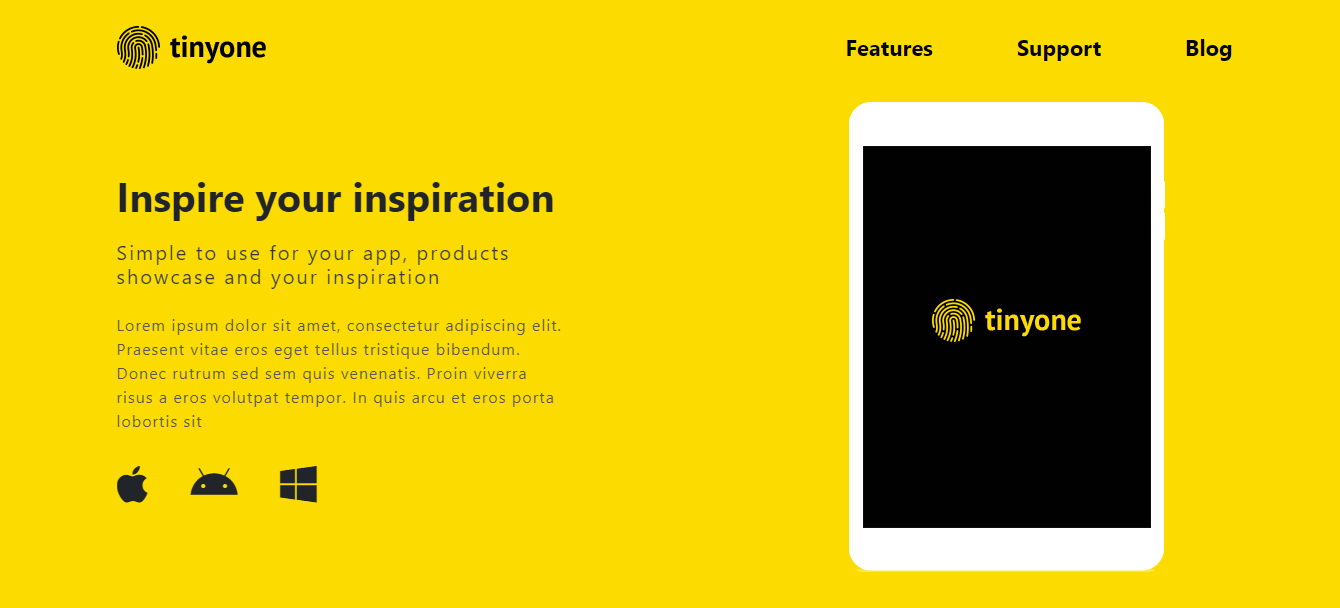 tinyone
Features
Support
Blog
Inspire your inspiration
Simple to use for your app, products
showcase and your inspiration
Lorem ipsum dolor sit amet, consectetur adipiscing elit.
Praesent vitae eros eget tellus tristique bibendum.
Donec rutrum sed sem quis venenatis. Proin viverra
risus a eros volutpat tempor. In quis arcu et eros porta
lobortis sit
tinyone